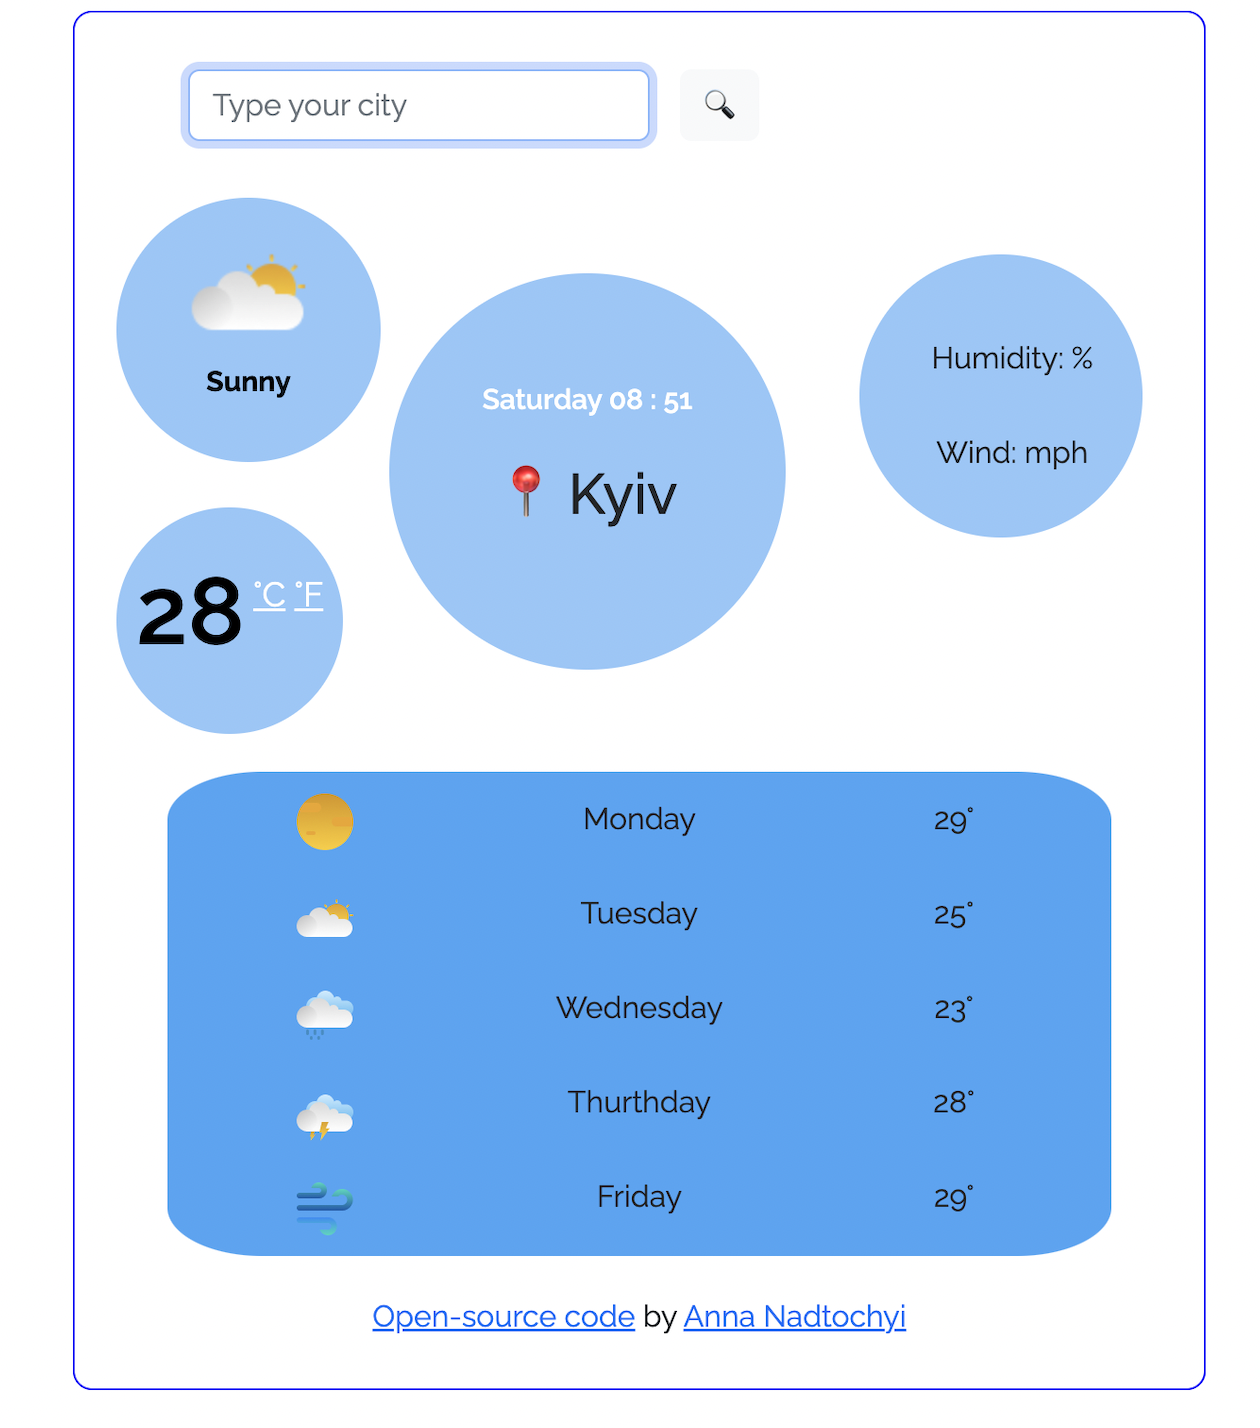 Type your city
Sunny
Saturday 08 : 51
Kyiv
Humidity: %
Wind: mph
28 °C °F
Monday 29°
Tuesday 25°
Wednesday 23°
Thurthday 28°
Friday 29°
Open-source code by Anna Nadtochyi